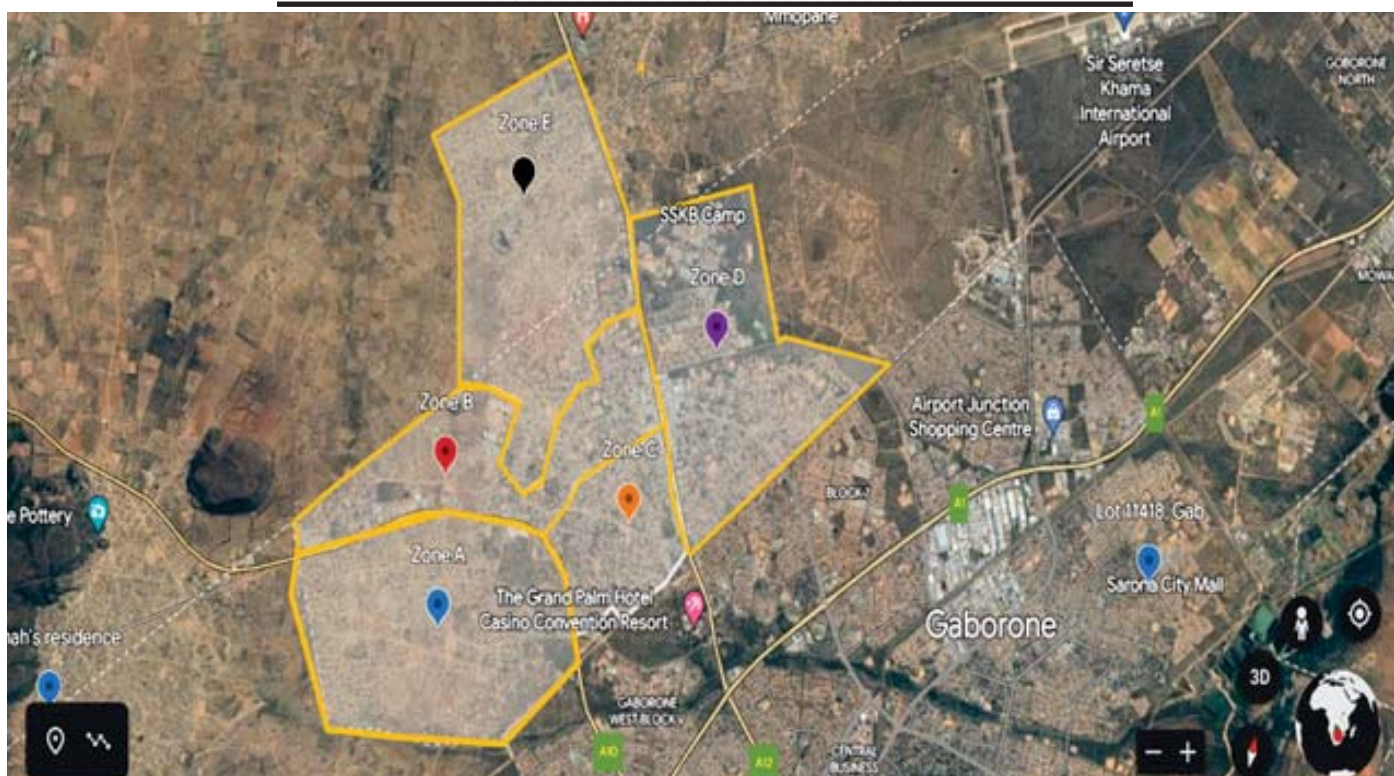 Mmopane
Sir Seretse
Khama
International
Airport
GOBORONE
NORTH
Zone E
SSKB Camp
Zone D
Zone B
Airport Junction
Shopping Centre
A1
Zone C
BLOCK-7
A1
e Pottery
Lot 11418, Gab
Zone A
Sarona City Mall
The Grand Palm Hotel
Casino Convention Resort
Gaborone
nah's residence
GABORONE
WEST BLOCK V
3D
CENTRAL
BUSINESS
A10
A12